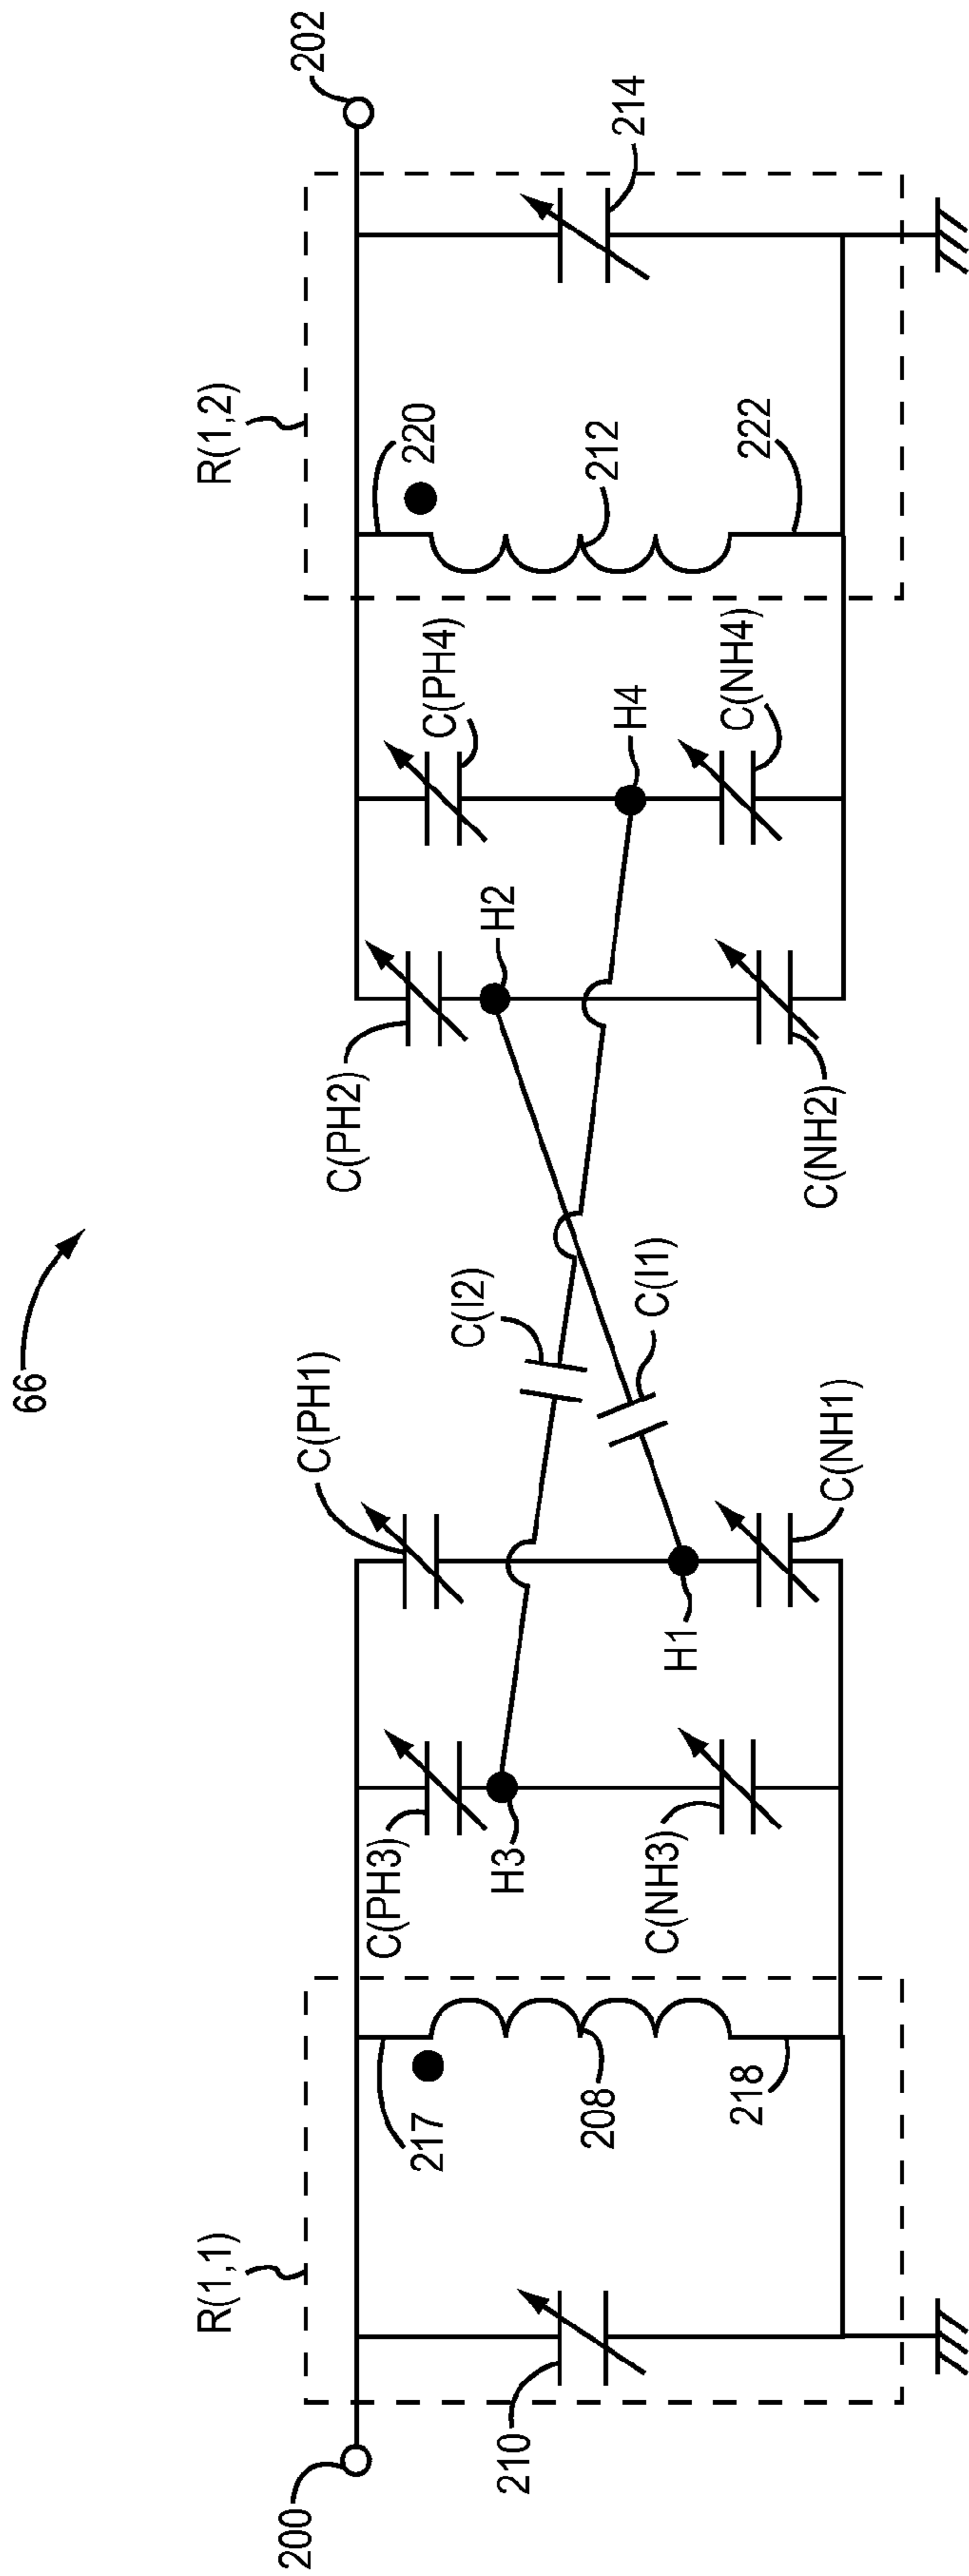 66
R(1,1)
R(1,2)
200
202
217
220
210
208
218
212
222
214
C(PH3)
H3
C(NH3)
C(PH1)
H1
C(NH1)
C(I2)
C(I1)
C(PH2)
H2
C(NH2)
C(PH4)
H4
C(NH4)